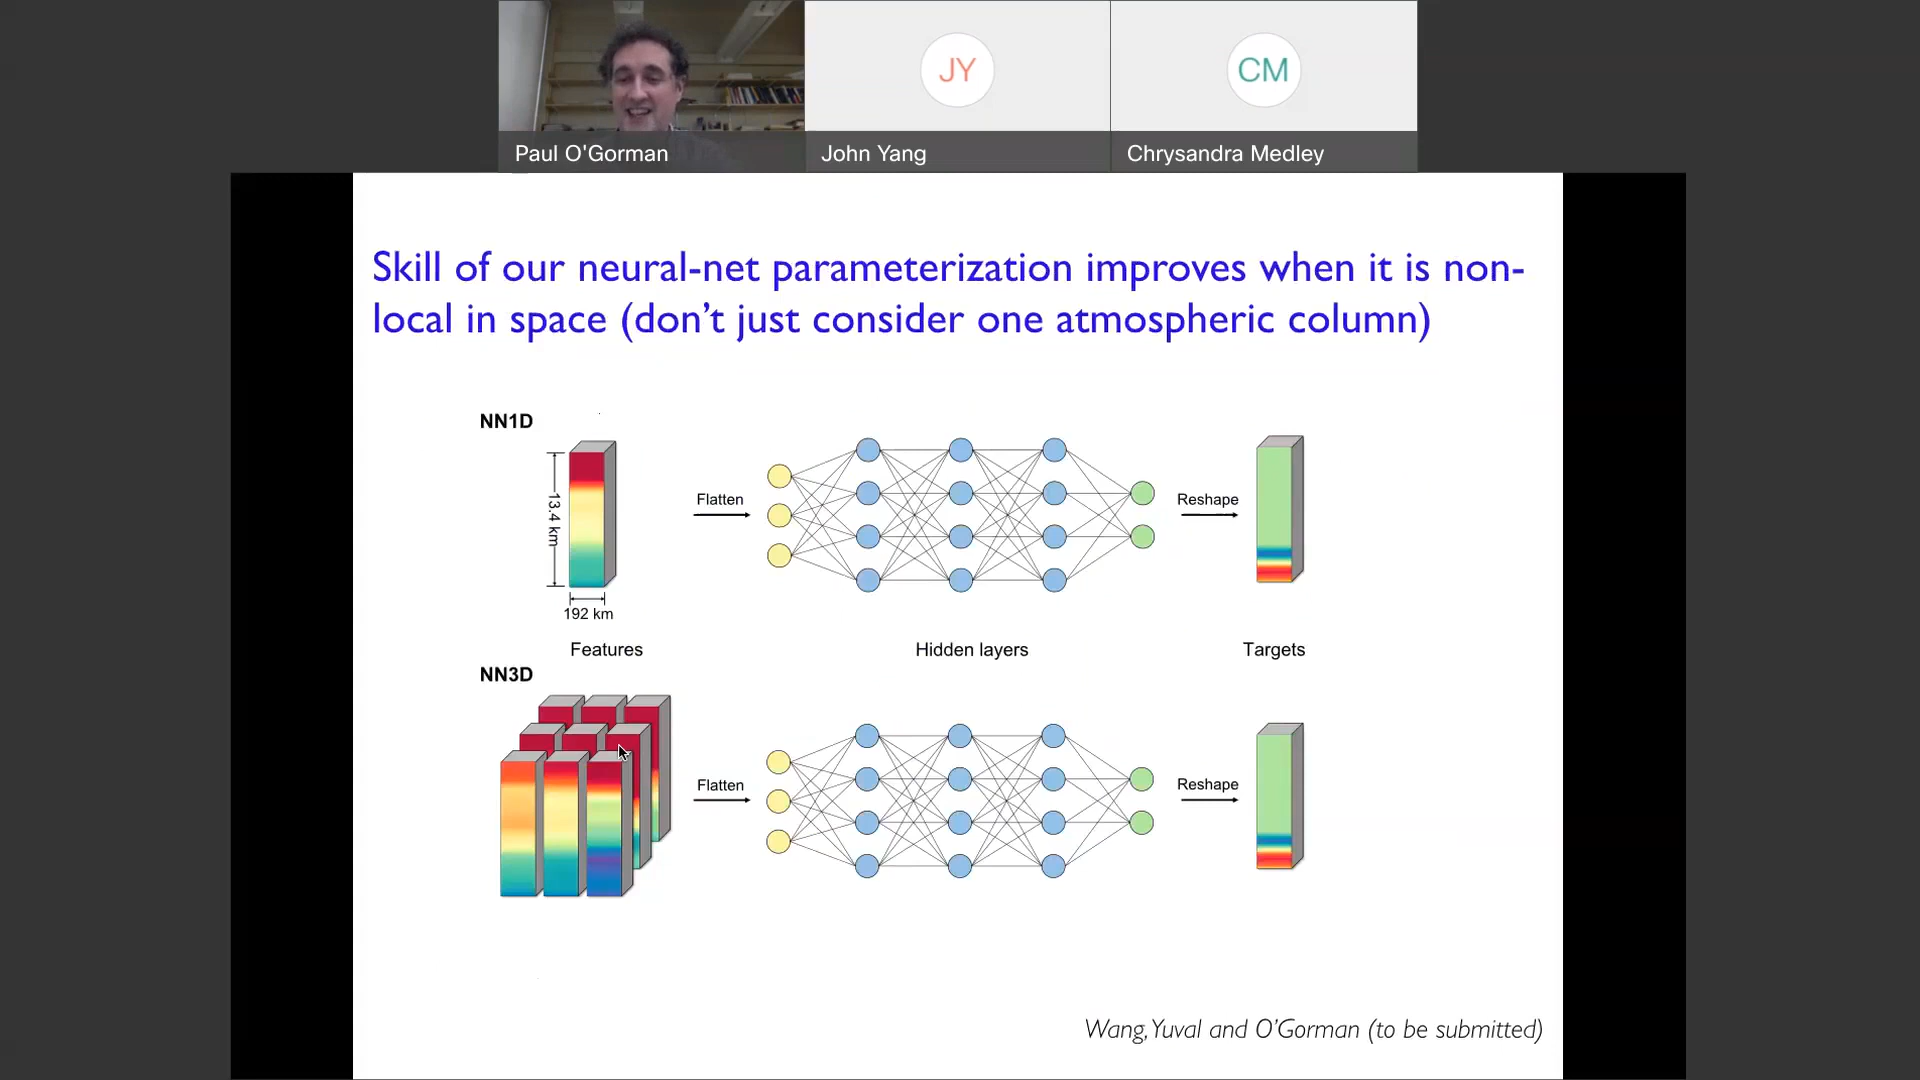 JY
CM
Paul O'Gorman
John Yang
Chrysandra Medley
Skill of our neural-net parameterization improves when it is non-
local in space (don't just consider one atmospheric column)
NN1D
13.4 km
Flatten
Reshape
192 km
Features
Hidden layers
Targets
NN3D
Flatten
Reshape
Wang, Yuval and O'Gorman (to be submitted)